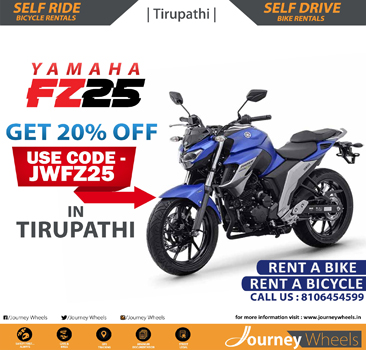 SELF RIDE
BICYCLE RENTALS
| Tirupathi |
SELF DRIVE
BIKE RENTALS
YAMAHA
FZ25
GET 20% OFF
USE CODE -
JWFZ25
IN
TIRUPATHI
RENT A BIKE
RENT A BICYCLE
CALL US : 8106454599
/Journey Wheels
/Journey Wheels
/Journey Wheels
for more information visit : www.journeywheels.in
Journey Wheels